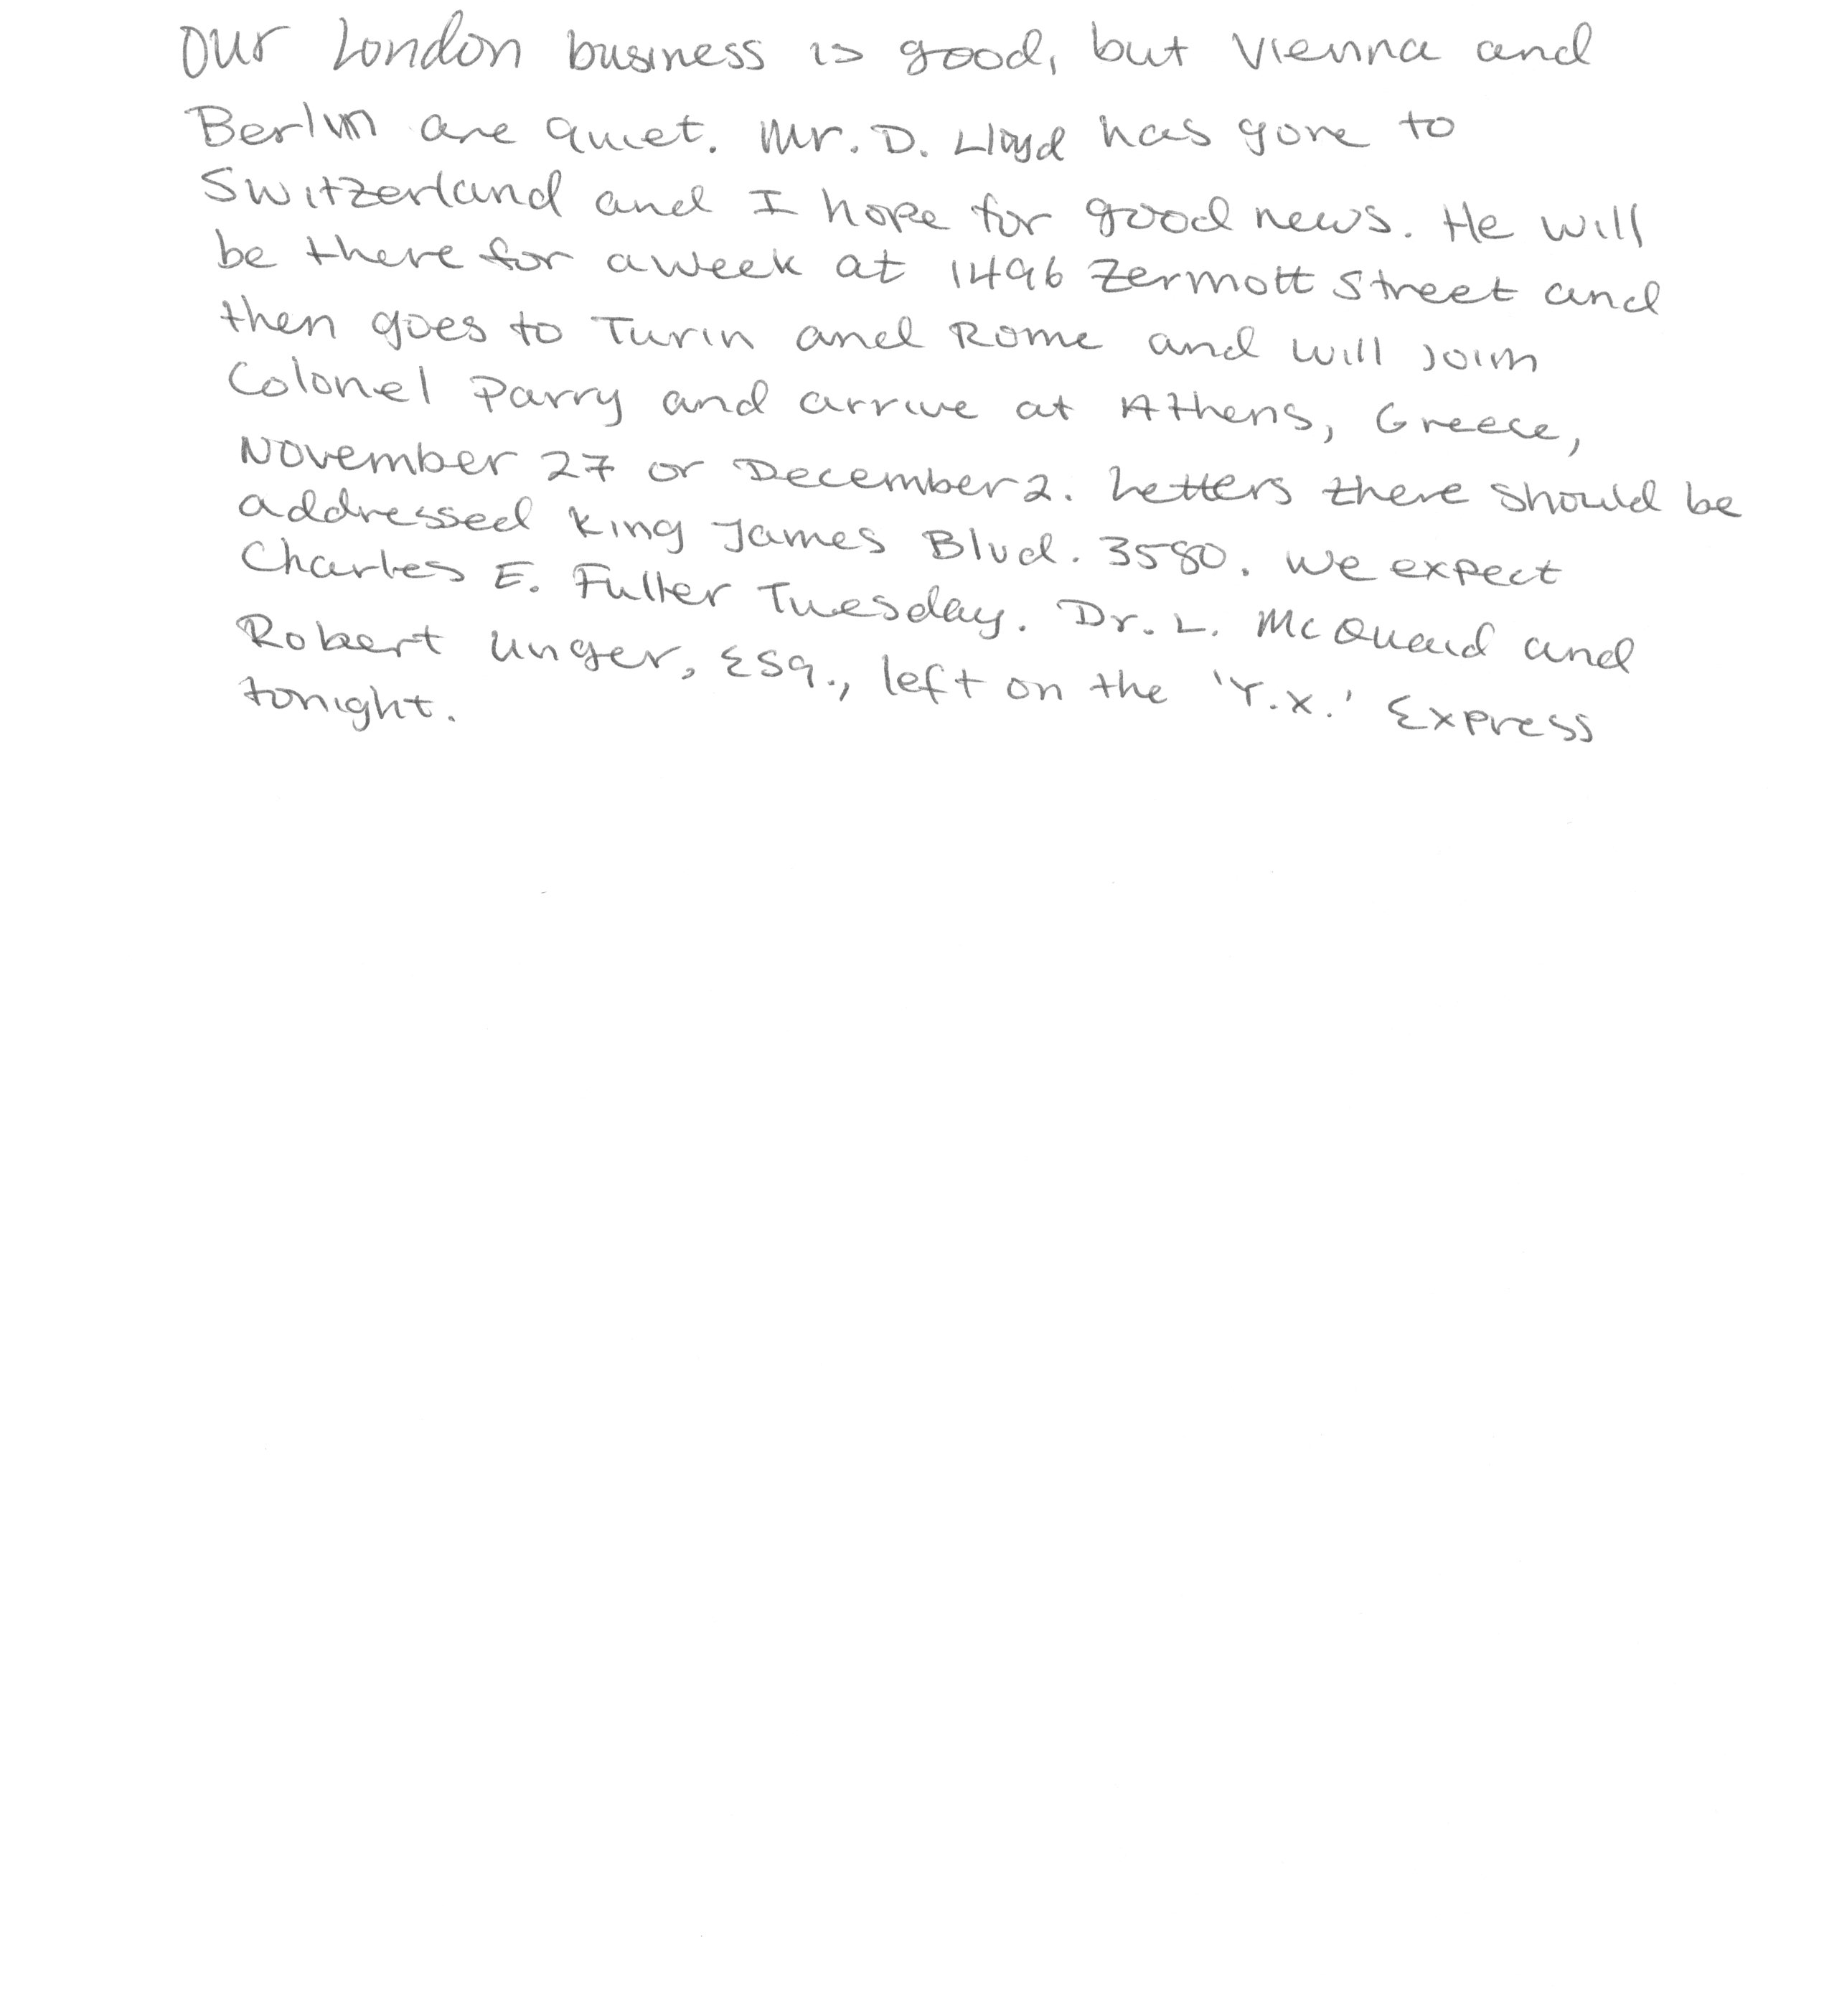 Our London business is good, but Vienna and
Berlin are quiet. Mr. D. Lloyd has gone to
Switzerland and I hope for good news. He will
be there for a week at 1496 Zermott Street and
then goes to Turin and Rome and will join
Colonel Parry and arrive at Athens, Greece,
November 27 or December 2. Letters there should be
addressed King James Blvd. 3580. We expect
Charles E. Fuller Tuesday. Dr. L. McQuaid and
Robert Unger, Esq., left on the 'Y.X.' Express
tonight.